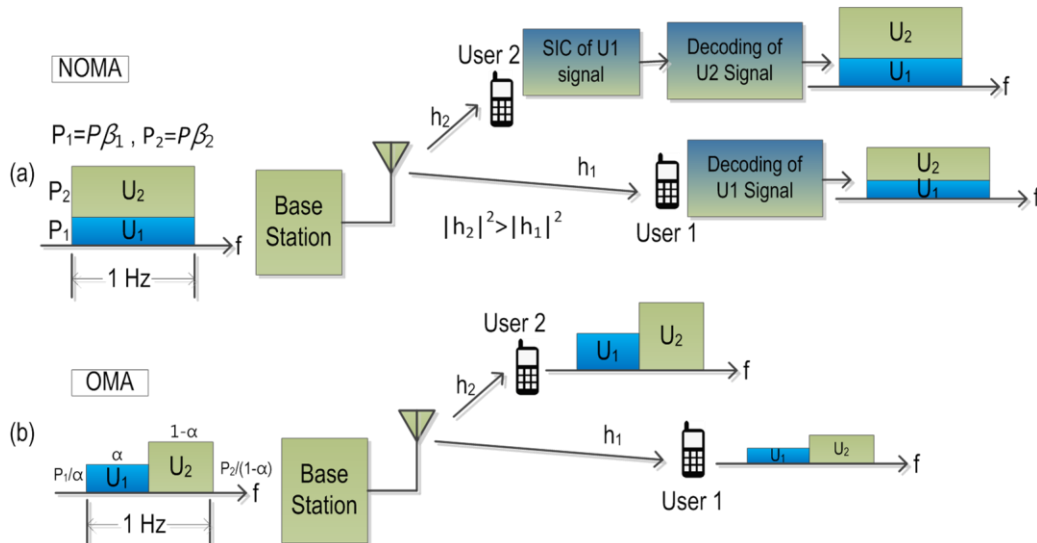 NOMA
P₁=Pβ₁ , P₂=Pβ₂
(a)
P₂
U₂
P₁
U₁
f
1 Hz
Base
Station
h₂
User 2
SIC of U1
signal
Decoding of
U2 Signal
U₂
U₁
f
h₁
|h₂|²>|h₁|²
User 1
Decoding of
U1 Signal
U₂
U₁
f
OMA
(b)
P₁/α
α
U₁
1-α
U₂
P₂/(1-α)
f
1 Hz
Base
Station
h₂
User 2
U₁
U₂
f
h₁
User 1
U₁
U₂
f